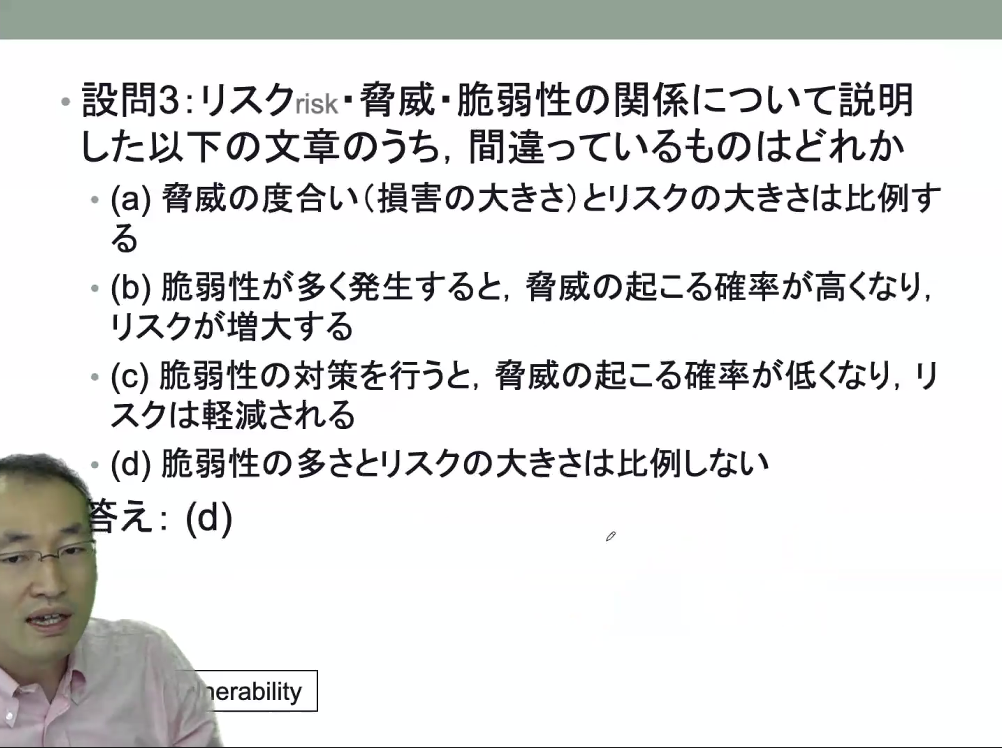 ・設問3：リスクrisk・脅威・脆弱性の関係について説明
した以下の文章のうち，間違っているものはどれか
・(a) 脅威の度合い（損害の大きさ）とリスクの大きさは比例す
る
・(b) 脆弱性が多く発生すると，脅威の起こる確率が高くなり，
リスクが増大する
・(c) 脆弱性の対策を行うと，脅威の起こる確率が低くなり，リ
スクは軽減される
・(d) 脆弱性の多さとリスクの大きさは比例しない
答え： (d)
nerability